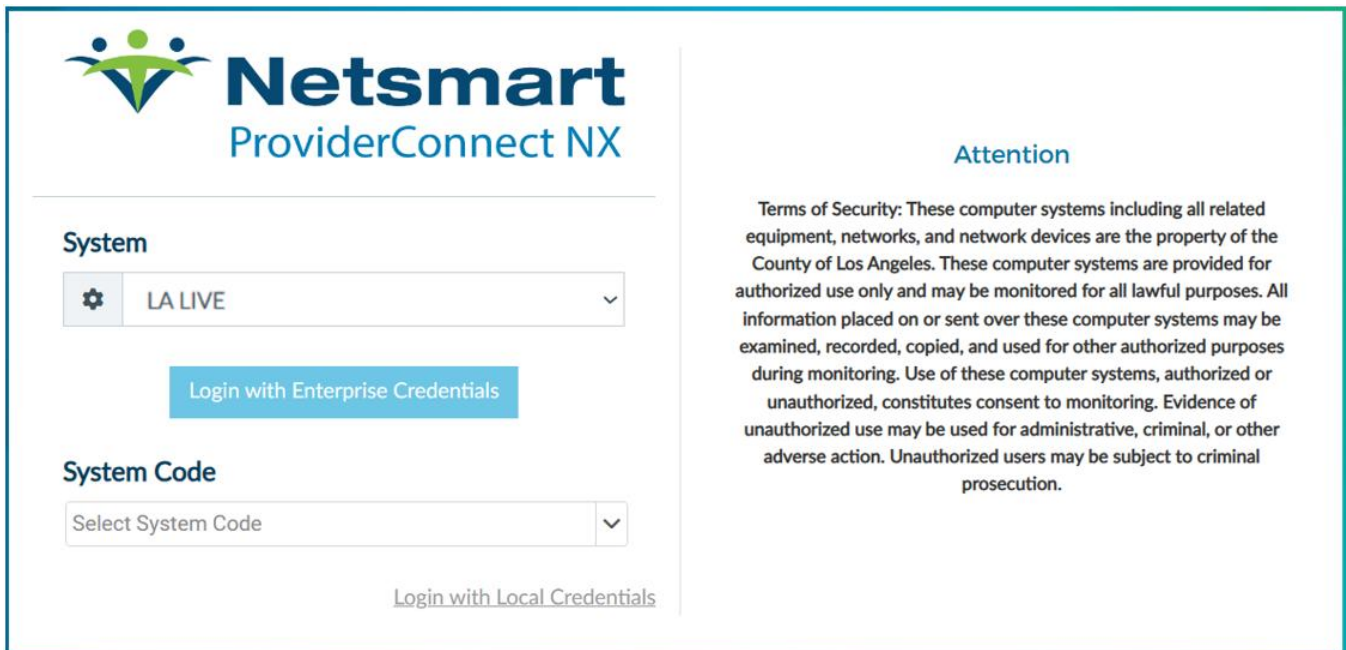 Netsmart
ProviderConnect NX
System
LA LIVE
Login with Enterprise Credentials
System Code
Select System Code
Login with Local Credentials
Attention
Terms of Security: These computer systems including all related
equipment, networks, and network devices are the property of the
County of Los Angeles. These computer systems are provided for
authorized use only and may be monitored for all lawful purposes. All
information placed on or sent over these computer systems may be
examined, recorded, copied, and used for other authorized purposes
during monitoring. Use of these computer systems, authorized or
unauthorized, constitutes consent to monitoring. Evidence of
unauthorized use may be used for administrative, criminal, or other
adverse action. Unauthorized users may be subject to criminal
prosecution.